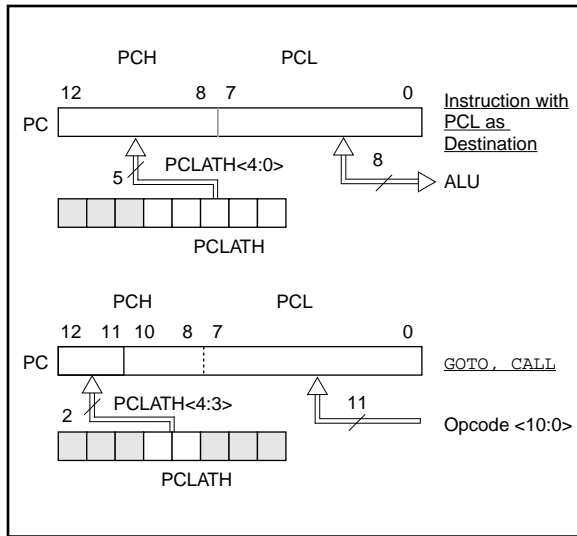 PCH PCL
12 8 7 0
PC
Instruction with
PCL as
Destination
5 PCLATH<4:0>
8
ALU
PCLATH
PCH PCL
12 11 10 8 7 0
PC
GOTO, CALL
2 PCLATH<4:3>
11
Opcode <10:0>
PCLATH